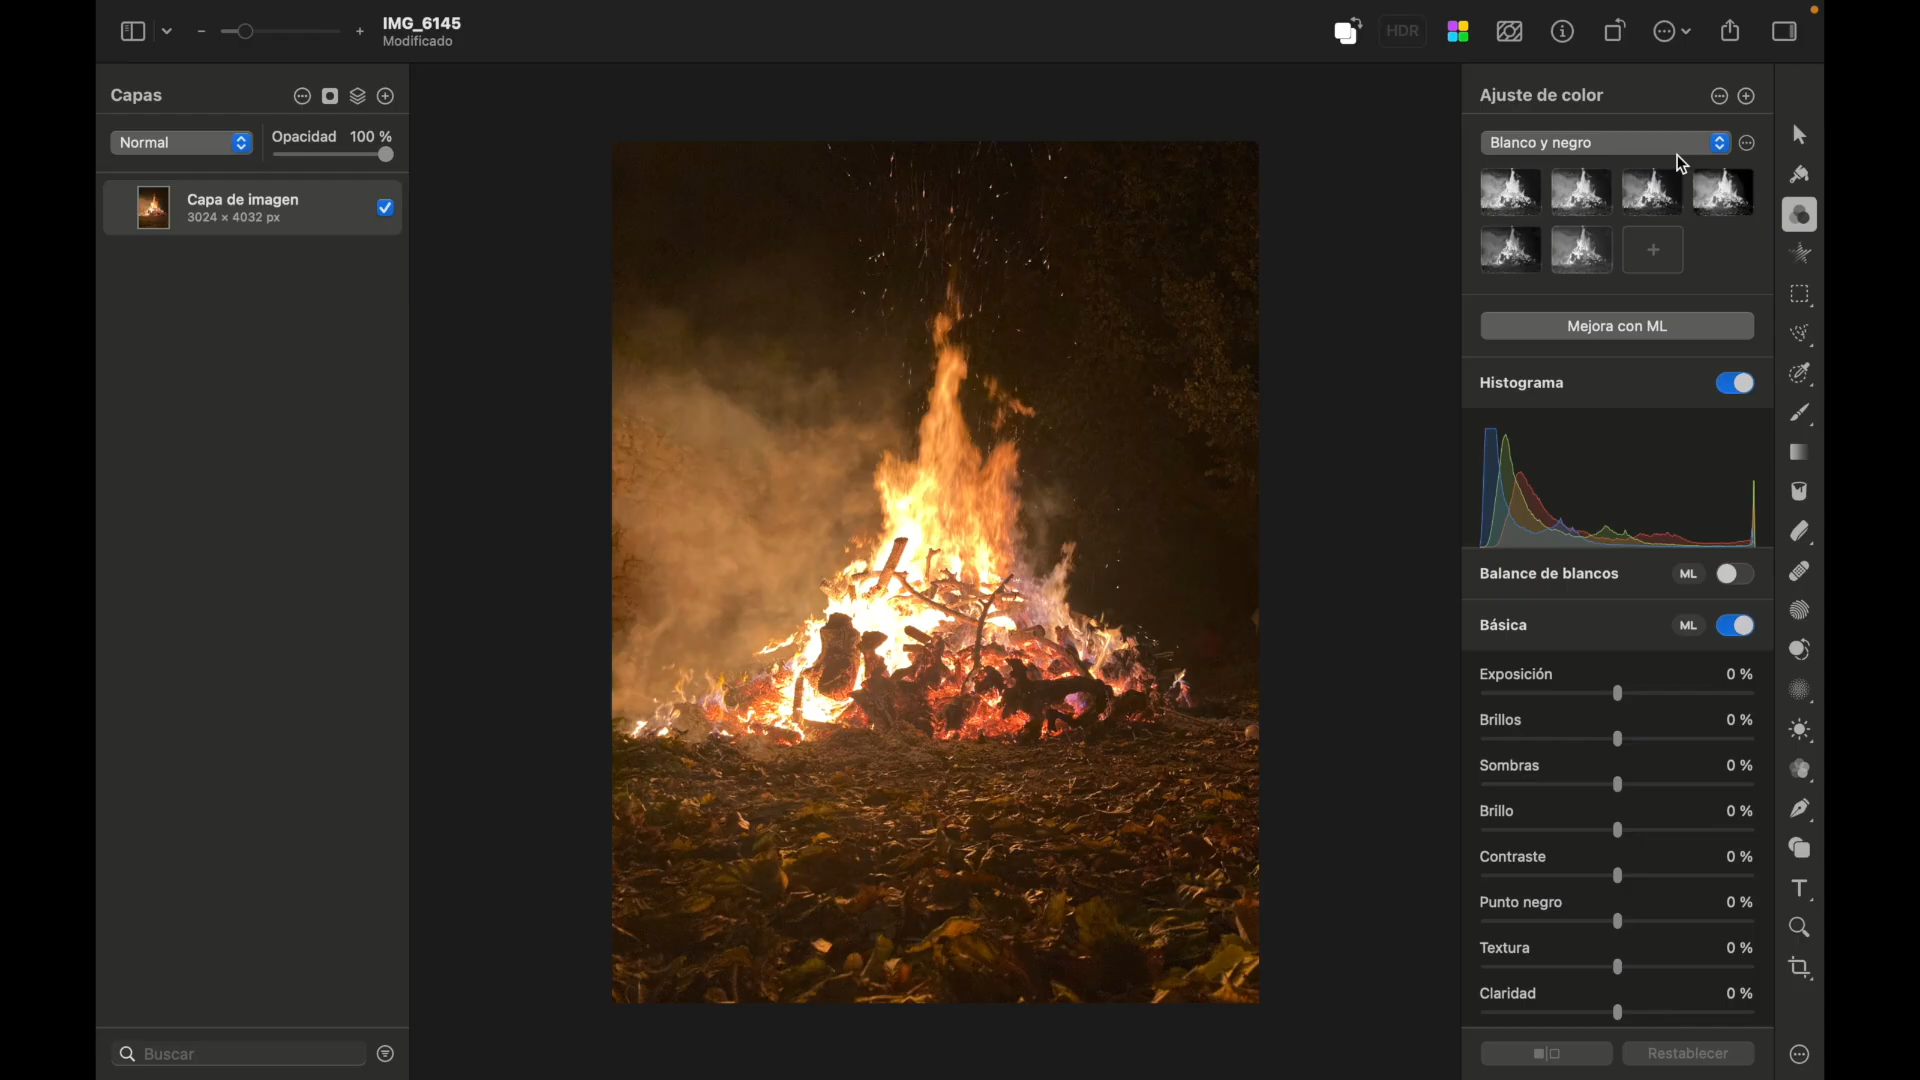 IMG_6145
Modificado
HDR
Capas
Normal
Opacidad 100 %
Capa de imagen
3024 × 4032 px
Buscar
Ajuste de color
Blanco y negro
Mejora con ML
Histograma
Balance de blancos ML
Básica ML
Exposición 0 %
Brillos 0 %
Sombras 0 %
Brillo 0 %
Contraste 0 %
Punto negro 0 %
Textura 0 %
Claridad 0 %
Restablecer